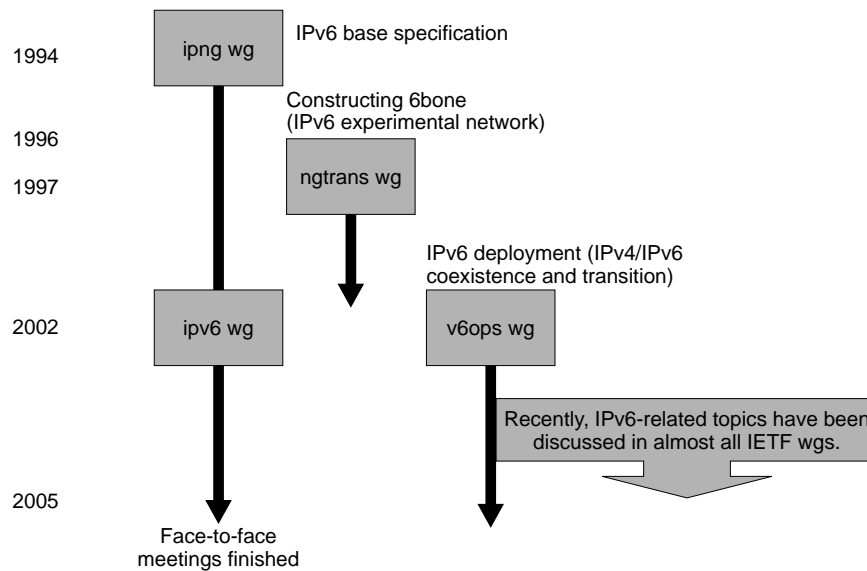 1994
ipng wg
IPv6 base specification
Constructing 6bone
(IPv6 experimental network)
1996
1997
ngtrans wg
IPv6 deployment (IPv4/IPv6
coexistence and transition)
2002
ipv6 wg
v6ops wg
Recently, IPv6-related topics have been
discussed in almost all IETF wgs.
2005
Face-to-face
meetings finished